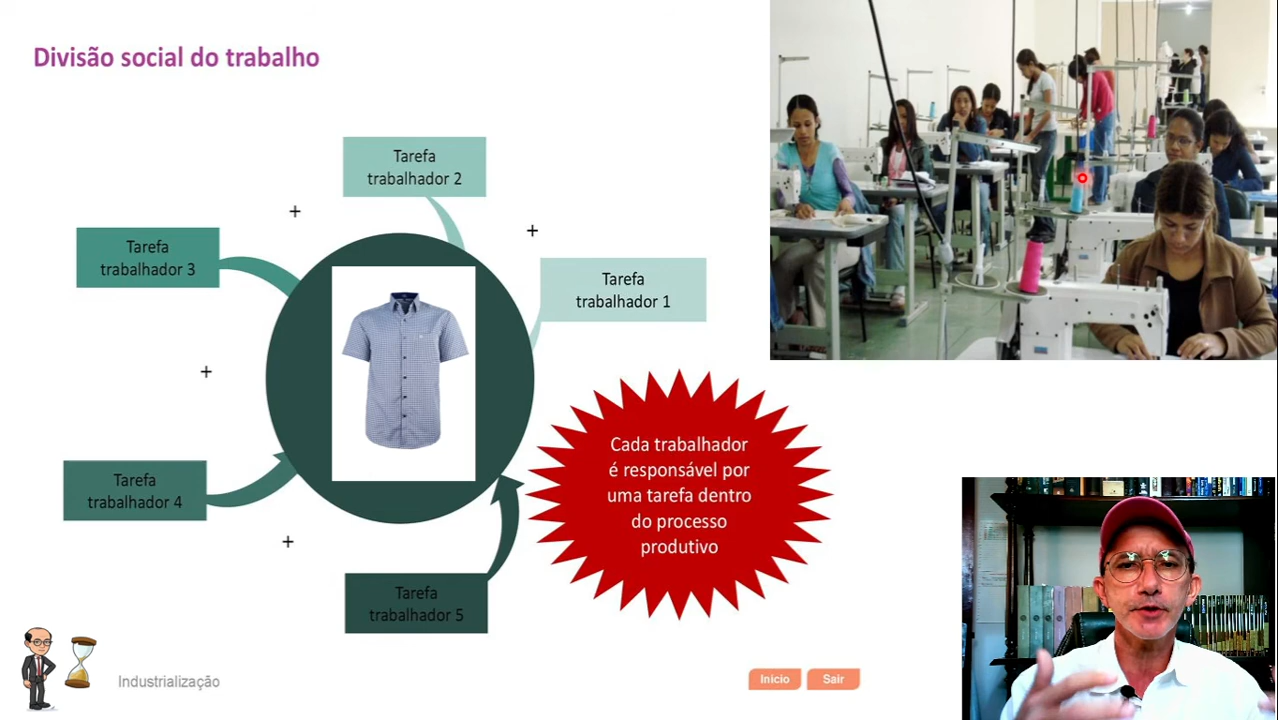 Divisão social do trabalho
Tarefa
trabalhador 2
+
+
Tarefa
trabalhador 3
Tarefa
trabalhador 1
+
Cada trabalhador
é responsável por
uma tarefa dentro
do processo
produtivo
Tarefa
trabalhador 4
+
Tarefa
trabalhador 5
Industrialização
Inicio
Sair